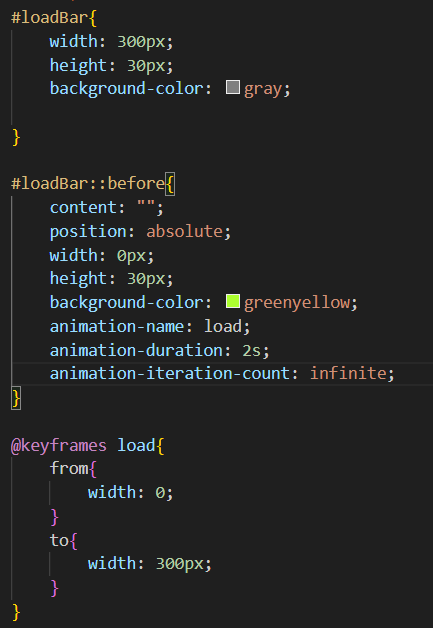 #loadBar{
    width: 300px;
    height: 30px;
    background-color: gray;
}
#loadBar::before{
    content: "";
    position: absolute;
    width: 0px;
    height: 30px;
    background-color: greenyellow;
    animation-name: load;
    animation-duration: 2s;
    animation-iteration-count: infinite;
}
@keyframes load{
    from{
        width: 0;
    }
    to{
        width: 300px;
    }
}